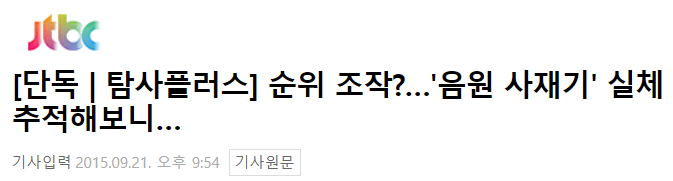 jtbc
[단독 | 탐사플러스] 순위 조작?…'음원 사재기' 실체
추적해보니…
기사입력 2015.09.21. 오후 9:54 기사원문